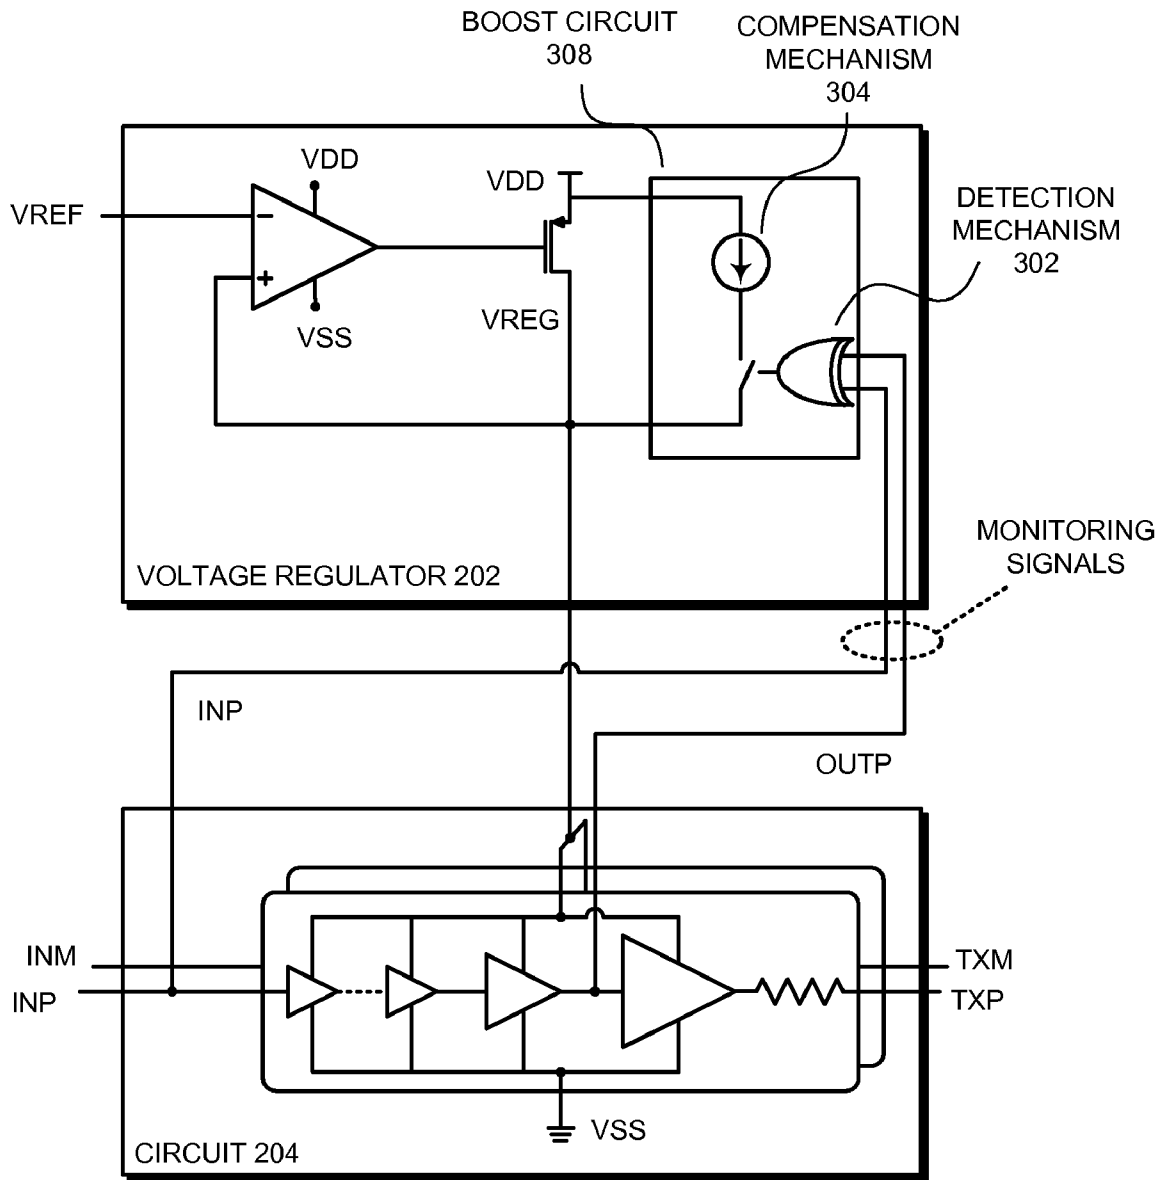 BOOST CIRCUIT
308
COMPENSATION
MECHANISM
304
VDD
VDD
VREF
−
+
VSS
VREG
DETECTION
MECHANISM
302
MONITORING
SIGNALS
VOLTAGE REGULATOR 202
INP
OUTP
INM
INP
TXM
TXP
VSS
CIRCUIT 204